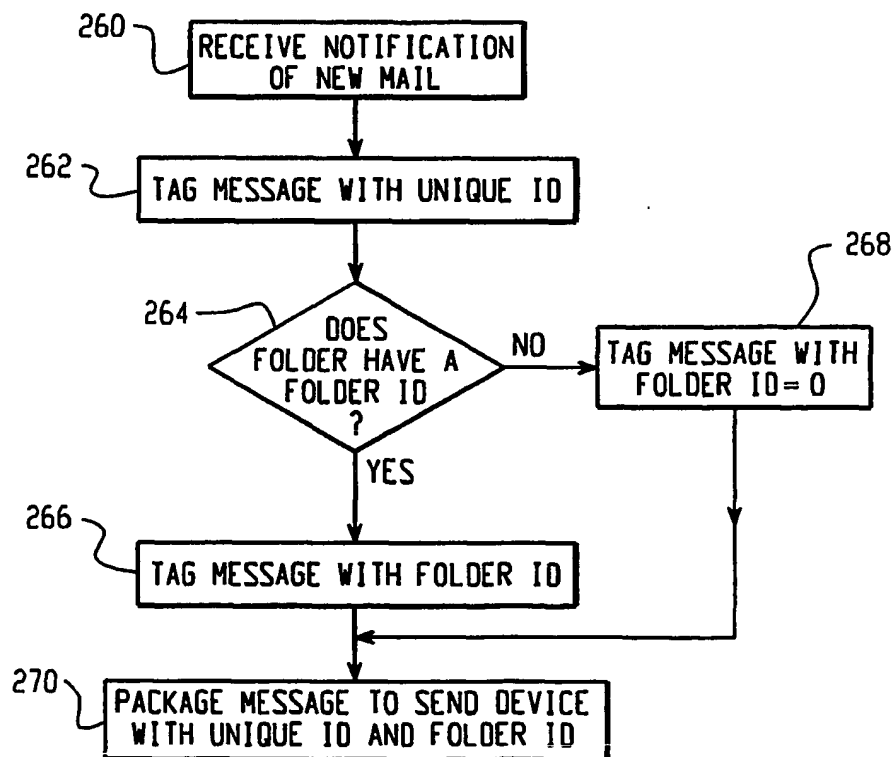 260
RECEIVE NOTIFICATION
OF NEW MAIL
262
TAG MESSAGE WITH UNIQUE ID
264
DOES
FOLDER HAVE A
FOLDER ID
?
NO
268
TAG MESSAGE WITH
FOLDER ID=0
YES
266
TAG MESSAGE WITH FOLDER ID
270
PACKAGE MESSAGE TO SEND DEVICE
WITH UNIQUE ID AND FOLDER ID